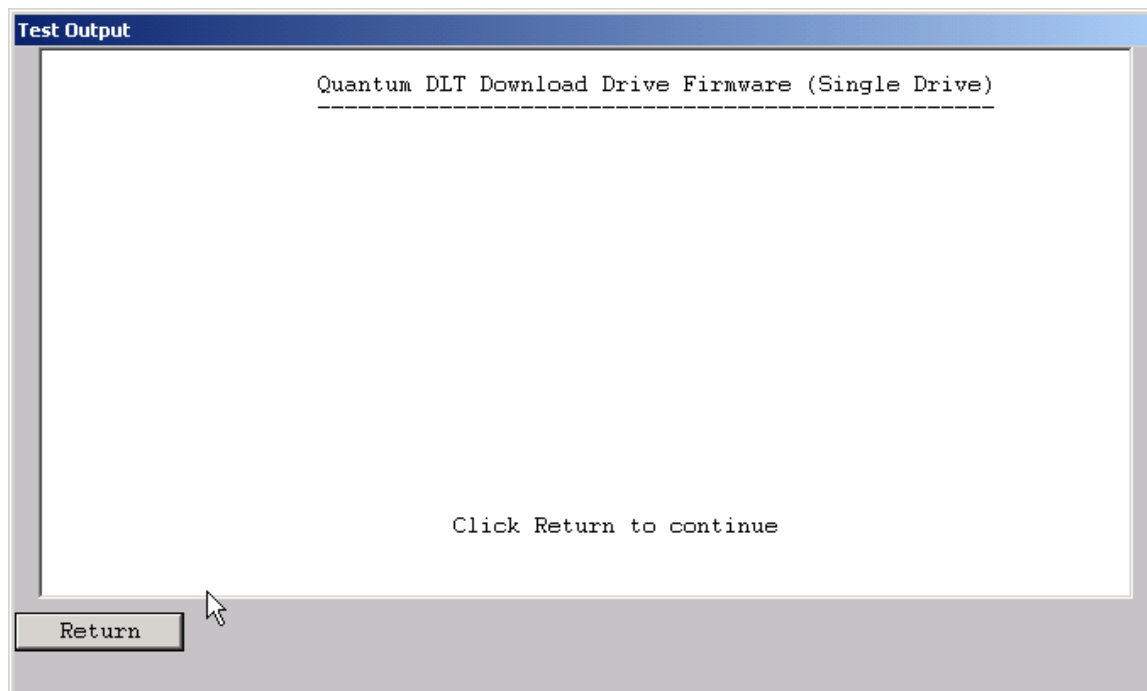 Test Output
Quantum DLT Download Drive Firmware (Single Drive)
--------------------------------------------------
Click Return to continue
Return